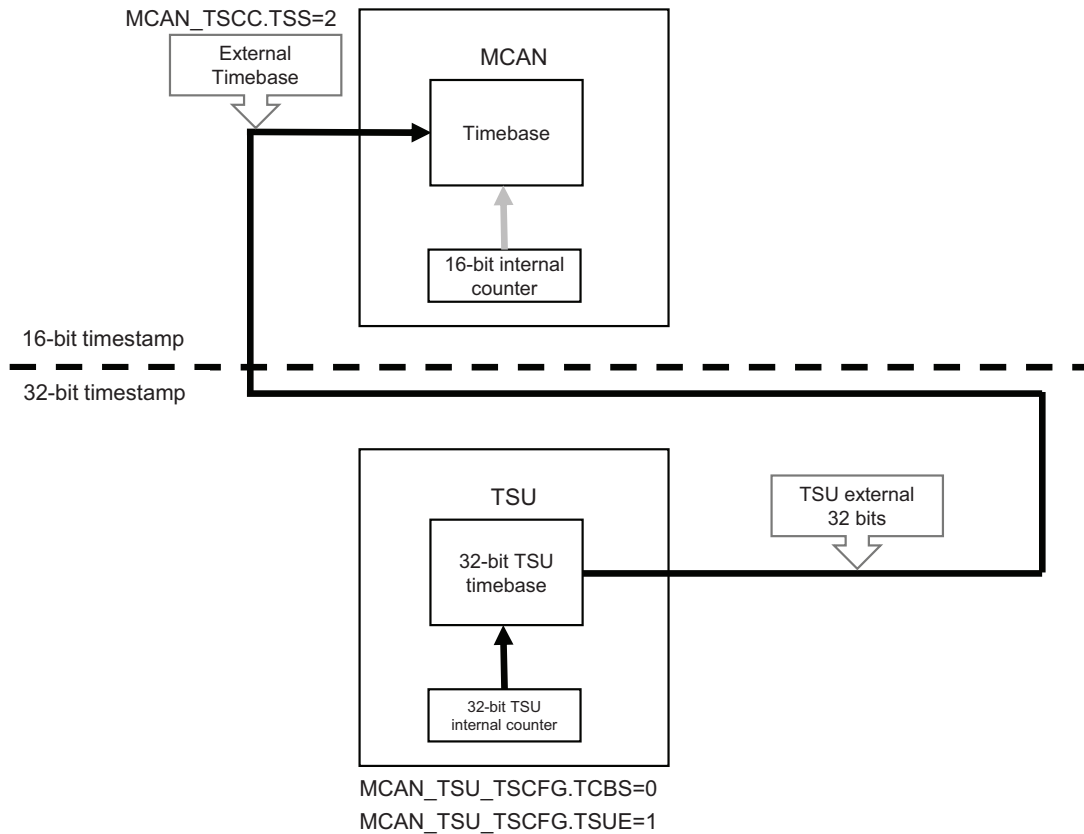 MCAN_TSCC.TSS=2
External
Timebase
MCAN
Timebase
16-bit internal
counter
16-bit timestamp
32-bit timestamp
TSU
TSU external
32 bits
32-bit TSU
timebase
32-bit TSU
internal counter
MCAN_TSU_TSCFG.TCBS=0
MCAN_TSU_TSCFG.TSUE=1